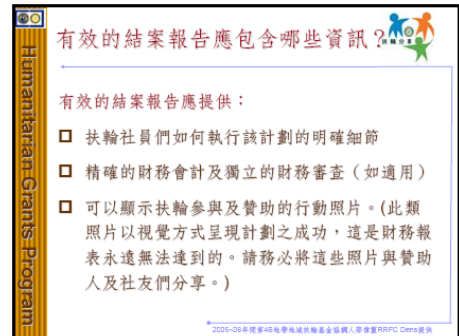 有效的結案報告應包含哪些資訊？
扶輪分享
Humanitarian Grants Program
有效的結案報告應提供：
扶輪社員們如何執行該計劃的明確細節
精確的財務會計及獨立的財務審查（如適用）
可以顯示扶輪參與及贊助的行動照片。(此類
照片以視覺方式呈現計劃之成功，這是財務報
表永遠無法達到的。請務必將這些照片與贊助
人及社友們分享。)